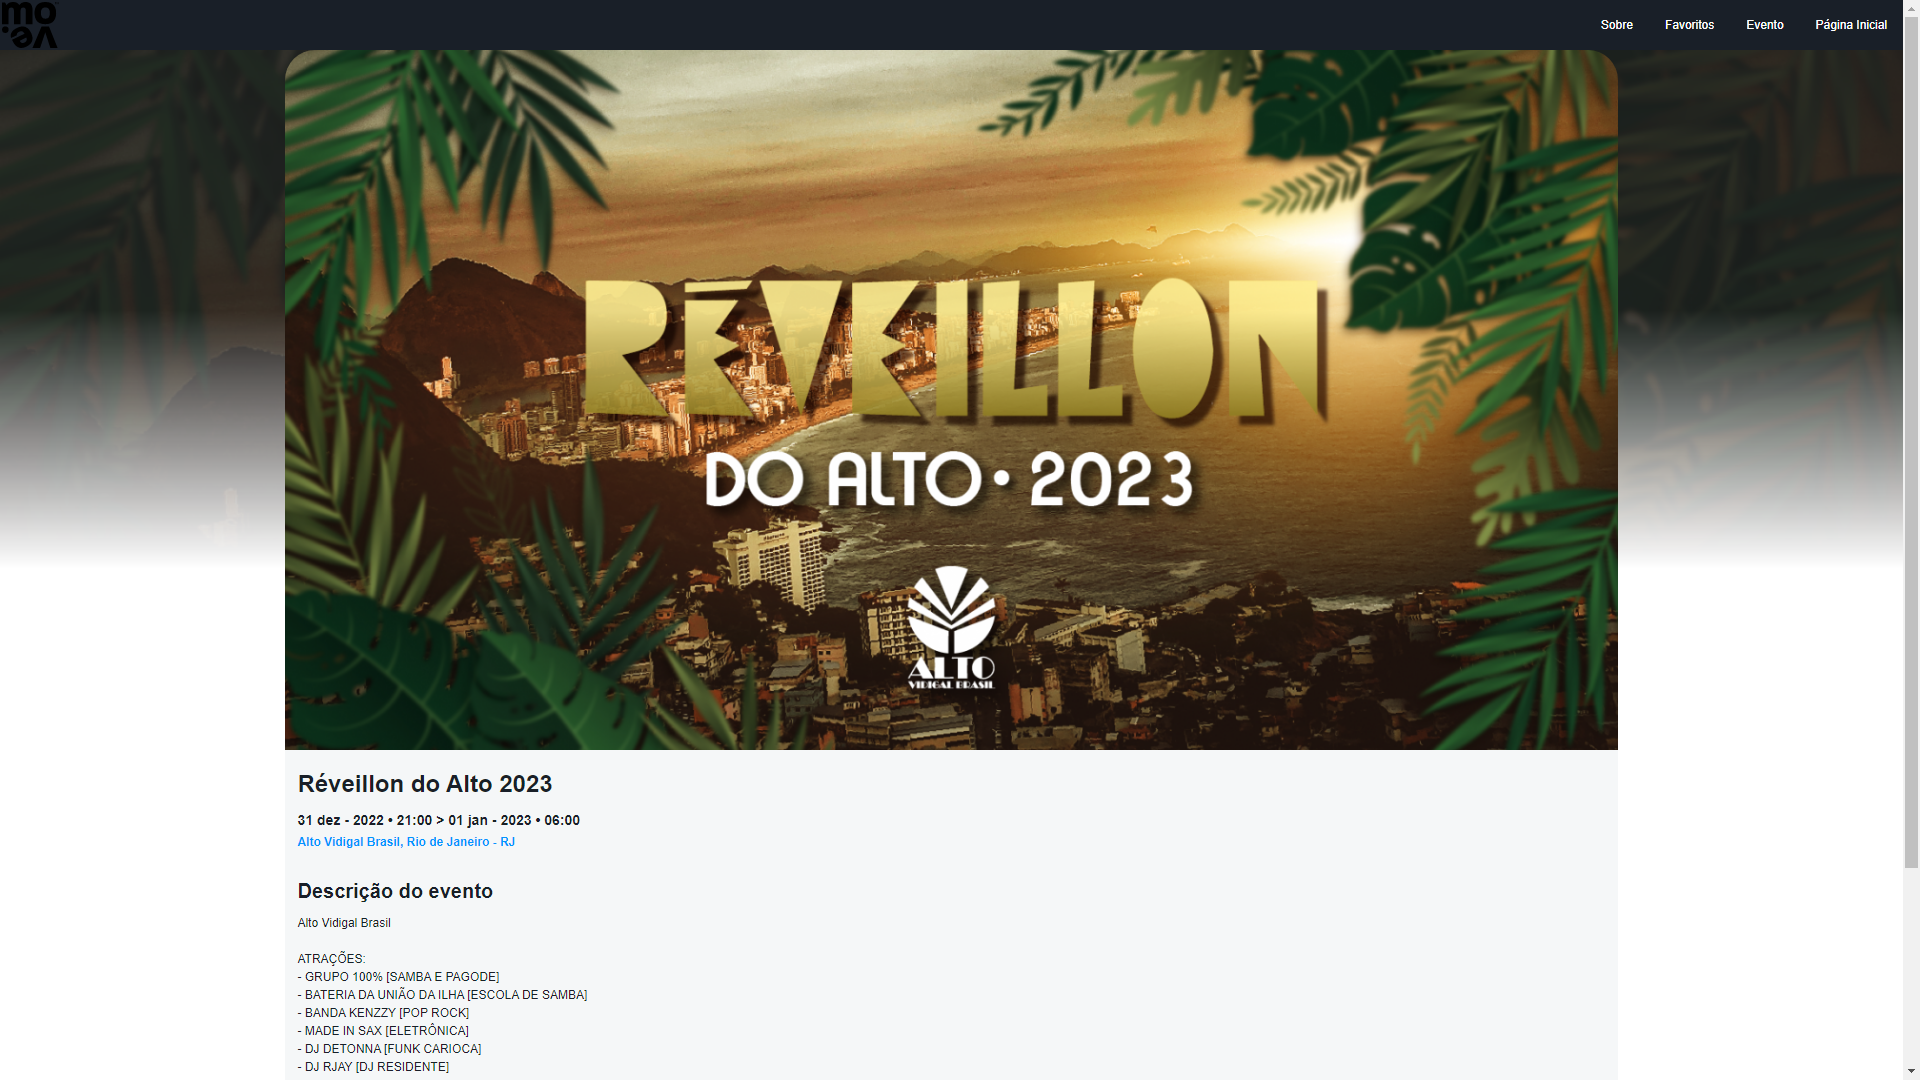 mo
ve.
Sobre
Favoritos
Evento
Página Inicial
RÉVEILLON
DO ALTO • 2023
ALTO
VIDIGAL BRASIL
Réveillon do Alto 2023
31 dez - 2022 • 21:00 > 01 jan - 2023 • 06:00
Alto Vidigal Brasil, Rio de Janeiro - RJ
Descrição do evento
Alto Vidigal Brasil
ATRAÇÕES:
- GRUPO 100% [SAMBA E PAGODE]
- BATERIA DA UNIÃO DA ILHA [ESCOLA DE SAMBA]
- BANDA KENZZY [POP ROCK]
- MADE IN SAX [ELETRÔNICA]
- DJ DETONNA [FUNK CARIOCA]
- DJ RJAY [DJ RESIDENTE]